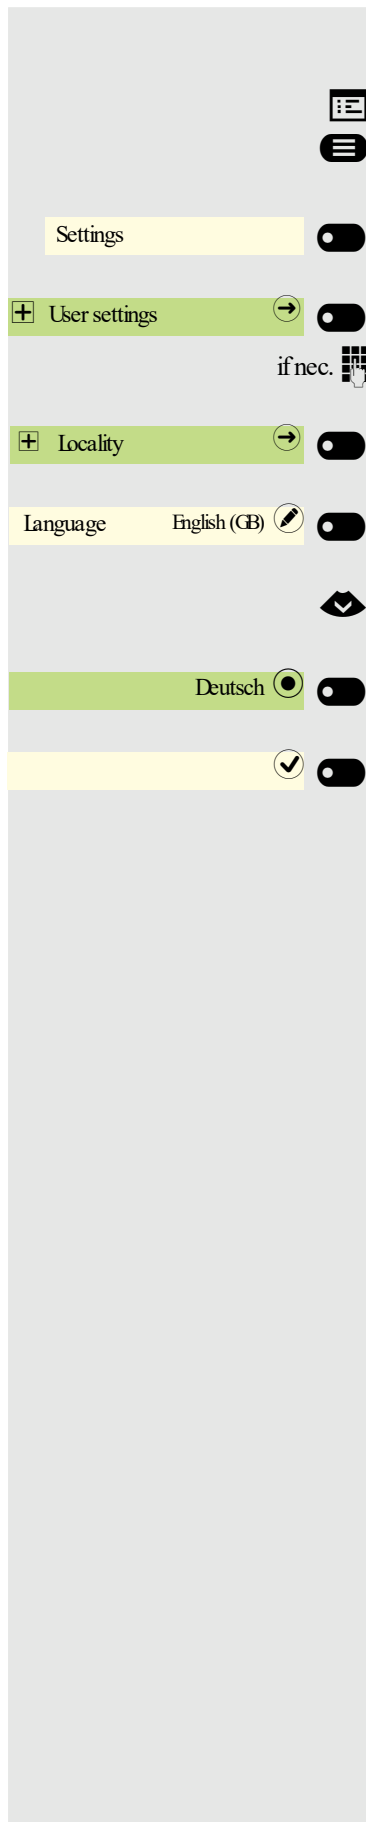 Settings
User settings
if nec.
Locality
Language English (GB)
Deutsch